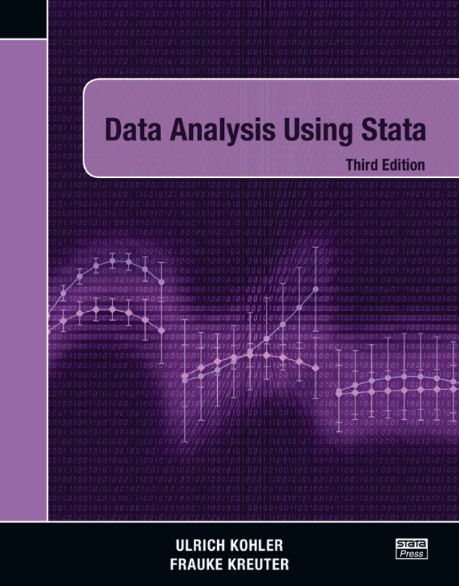 Data Analysis Using Stata
Third Edition
ULRICH KOHLER
FRAUKE KREUTER
STATA
Press